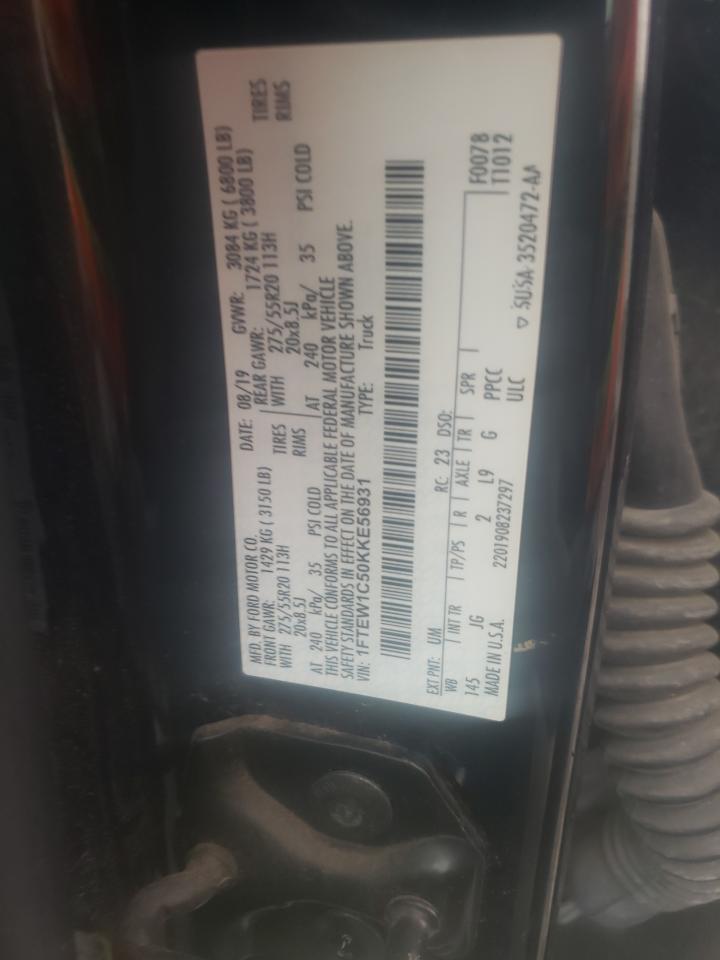 MFD. BY FORD MOTOR CO. DATE: 08/19 GVWR: 3084 KG ( 6800 LB)
FRONT GAWR: 1429 KG ( 3150 LB) REAR GAWR: 1724 KG ( 3800 LB)
WITH 275/55R20 113H TIRES WITH 275/55R20 113H TIRES
20x8.5J RIMS 20x8.5J RIMS
AT 240 kPa/ 35 PSI COLD AT 240 kPa/ 35 PSI COLD
THIS VEHICLE CONFORMS TO ALL APPLICABLE FEDERAL MOTOR VEHICLE
SAFETY STANDARDS IN EFFECT ON THE DATE OF MANUFACTURE SHOWN ABOVE.
VIN: 1FTEW1C50KKE56931 TYPE: Truck
EXT PNT: UM RC: 23 DSO:
WB INT TR TP/PS R AXLE TR SPR F0078
145 JG 2 L9 G PPCC T1012
MADE IN U.S.A. 2201908237297 ULC
5U5A-3520472-AA